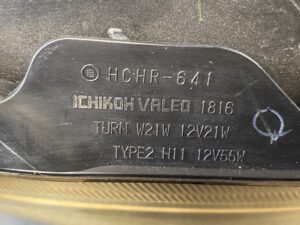 HCHR-641
ICHIKOH VALEO 1816
TURN W21W 12V21W
TYPE2 H11 12V55W